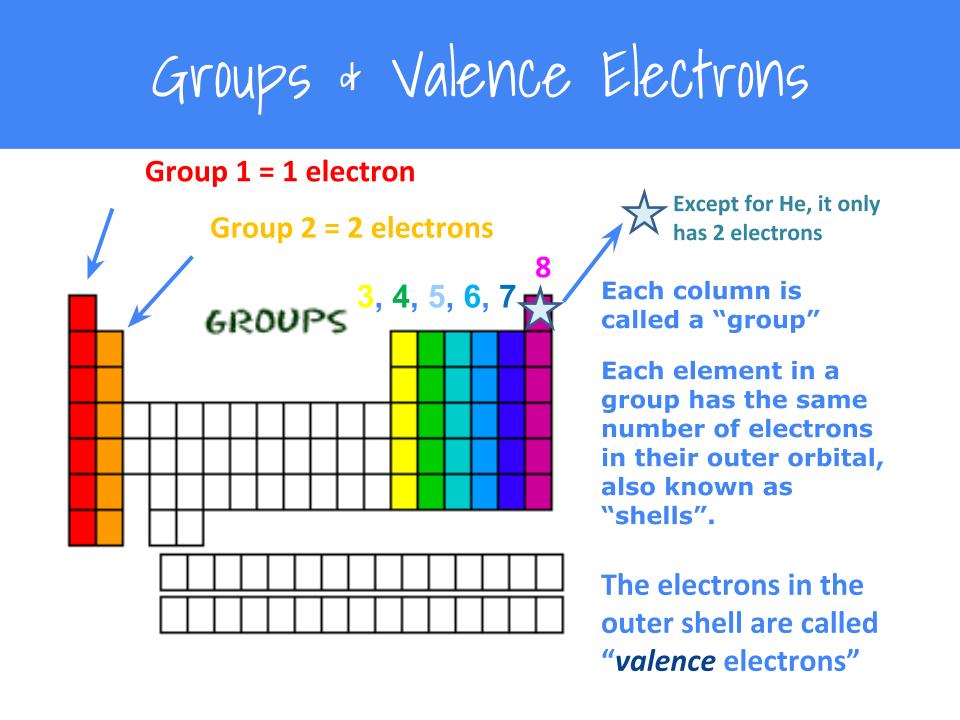 Groups & Valence Electrons
Group 1 = 1 electron
Group 2 = 2 electrons
Except for He, it only
has 2 electrons
8
3, 4, 5, 6, 7
GROUPS
Each column is
called a “group”
Each element in a
group has the same
number of electrons
in their outer orbital,
also known as
“shells”.
The electrons in the
outer shell are called
“valence electrons”